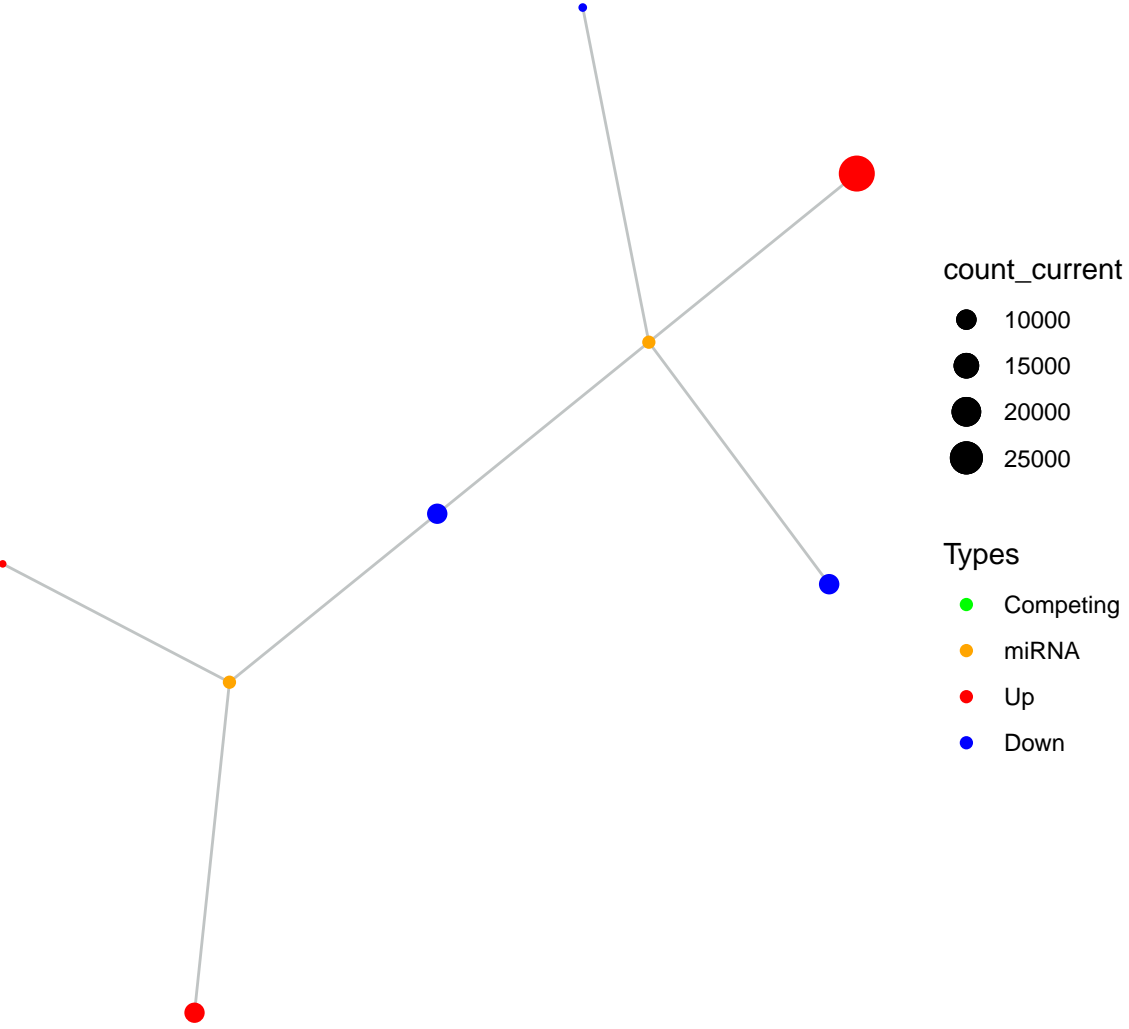 count_current
10000
15000
20000
25000
Types
Competing
miRNA
Up
Down